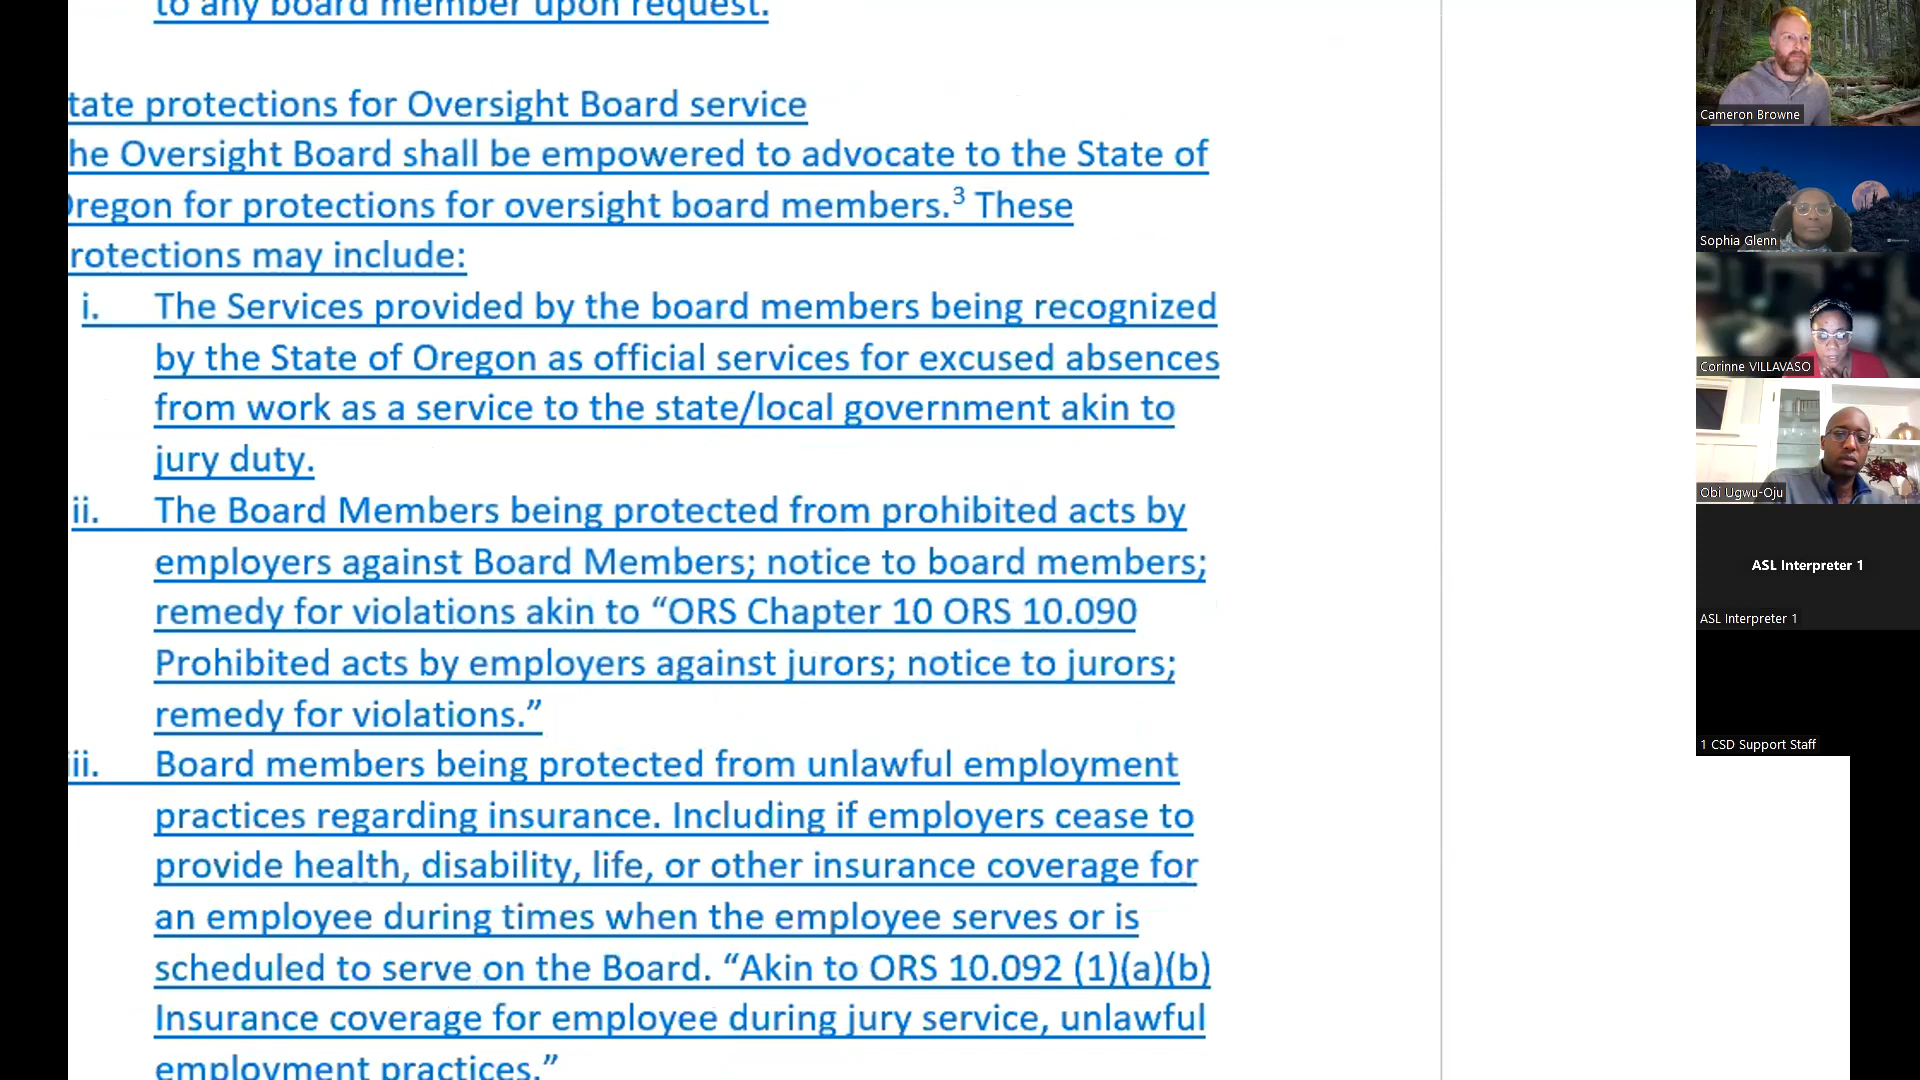 to any board member upon request.
tate protections for Oversight Board service
he Oversight Board shall be empowered to advocate to the State of
regon for protections for oversight board members.3 These
rotections may include:
i. The Services provided by the board members being recognized
by the State of Oregon as official services for excused absences
from work as a service to the state/local government akin to
jury duty.
ii. The Board Members being protected from prohibited acts by
employers against Board Members; notice to board members;
remedy for violations akin to “ORS Chapter 10 ORS 10.090
Prohibited acts by employers against jurors; notice to jurors;
remedy for violations.”
ii. Board members being protected from unlawful employment
practices regarding insurance. Including if employers cease to
provide health, disability, life, or other insurance coverage for
an employee during times when the employee serves or is
scheduled to serve on the Board. “Akin to ORS 10.092 (1)(a)(b)
Insurance coverage for employee during jury service, unlawful
employment practices.”
Cameron Browne
Sophia Glenn
Corinne VILLAVASO
Obi Ugwu-Oju
ASL Interpreter 1
ASL Interpreter 1
1 CSD Support Staff